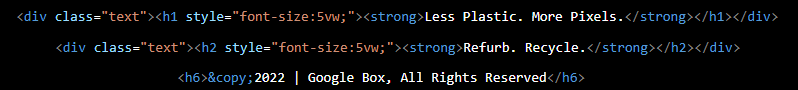 <div class="text"><h1 style="font-size:5vw;"><strong>Less Plastic. More Pixels.</strong></h1></div>
<div class="text"><h2 style="font-size:5vw;"><strong>Refurb. Recycle.</strong></h2></div>
<h6>&copy;2022 | Google Box, All Rights Reserved</h6>